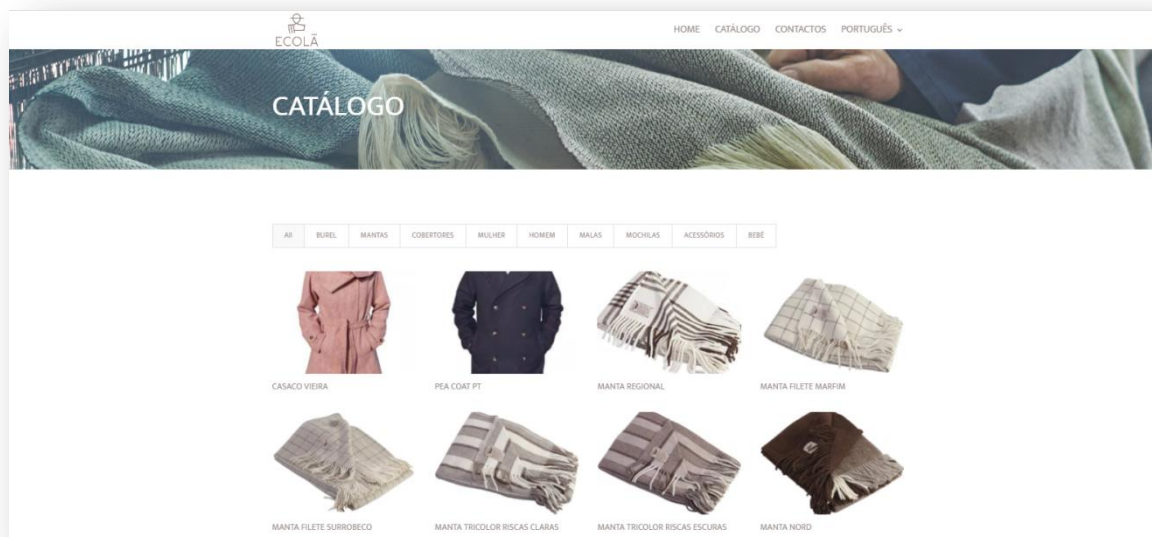 ECOLÃ
HOME CATÁLOGO CONTACTOS PORTUGUÊS
CATÁLOGO
All BUREL MANTAS COBERTORES MULHER HOMEM MALAS MOCHILAS ACESSÓRIOS BEBÉ
CASACO VIEIRA PEA COAT PT MANTA REGIONAL MANTA FILETE MARFIM
MANTA FILETE SURROBECO MANTA TRICOLOR RISCAS CLARAS MANTA TRICOLOR RISCAS ESCURAS MANTA NORD